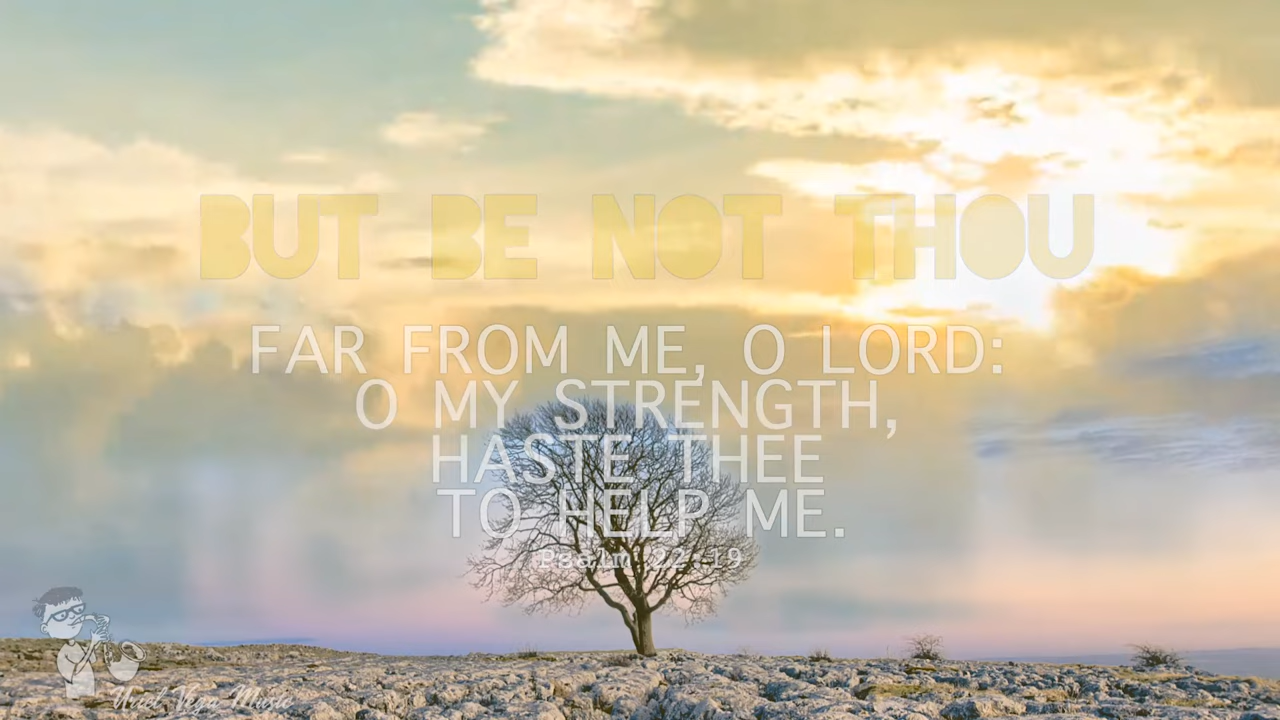 BUT BE NOT THOU
FAR FROM ME, O LORD:
O MY STRENGTH,
HASTE THEE
TO HELP ME.
Psalm 22:19
Uriel Vega Music